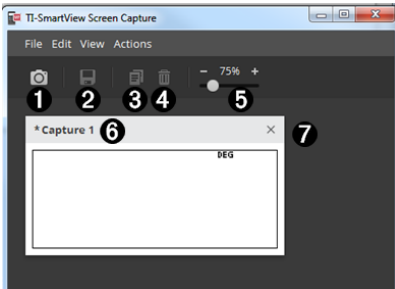 TI-SmartView Screen Capture
File Edit View Actions
− 75% +
1 2 3 4 5
* Capture 1 6 × 7
DEG